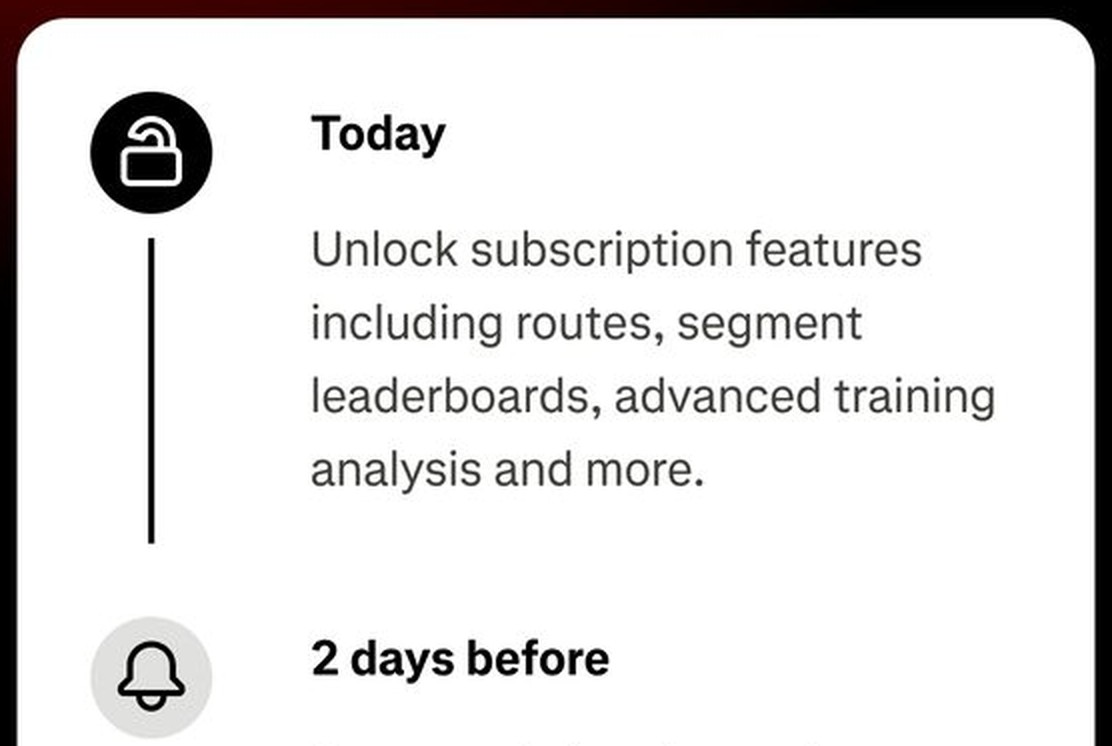 Today
Unlock subscription features
including routes, segment
leaderboards, advanced training
analysis and more.
2 days before